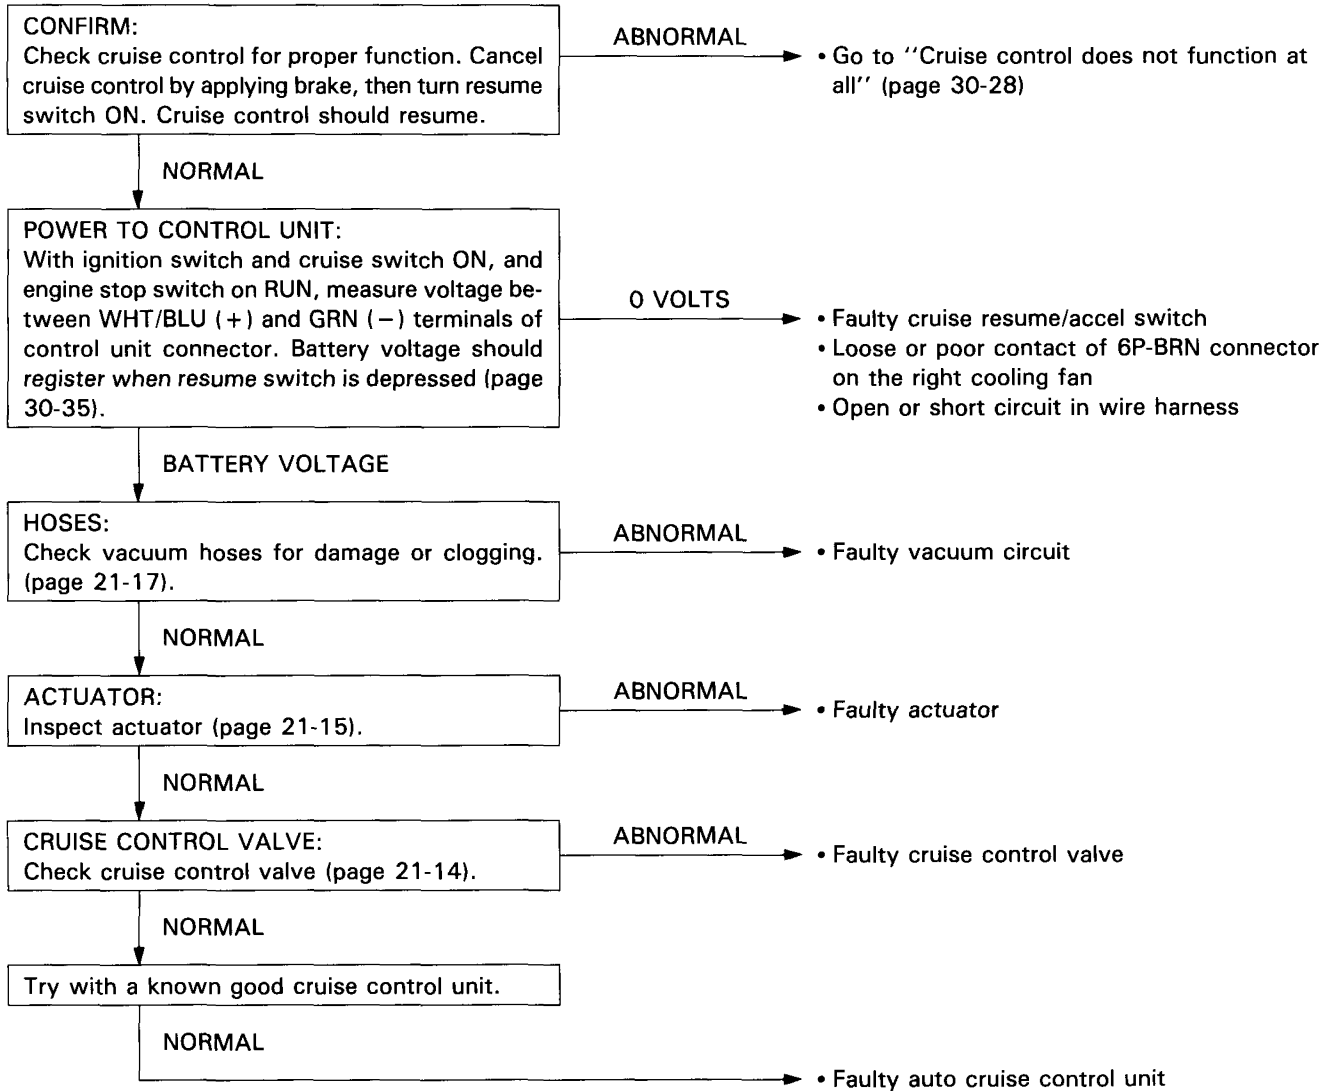 CONFIRM:
Check cruise control for proper function. Cancel
cruise control by applying brake, then turn resume
switch ON. Cruise control should resume.
ABNORMAL
• Go to ''Cruise control does not function at
all'' (page 30-28)
NORMAL
POWER TO CONTROL UNIT:
With ignition switch and cruise switch ON, and
engine stop switch on RUN, measure voltage be-
tween WHT/BLU (+) and GRN (−) terminals of
control unit connector. Battery voltage should
register when resume switch is depressed (page
30-35).
0 VOLTS
• Faulty cruise resume/accel switch
• Loose or poor contact of 6P-BRN connector
on the right cooling fan
• Open or short circuit in wire harness
BATTERY VOLTAGE
HOSES:
Check vacuum hoses for damage or clogging.
(page 21-17).
ABNORMAL
• Faulty vacuum circuit
NORMAL
ACTUATOR:
Inspect actuator (page 21-15).
ABNORMAL
• Faulty actuator
NORMAL
CRUISE CONTROL VALVE:
Check cruise control valve (page 21-14).
ABNORMAL
• Faulty cruise control valve
NORMAL
Try with a known good cruise control unit.
NORMAL
• Faulty auto cruise control unit